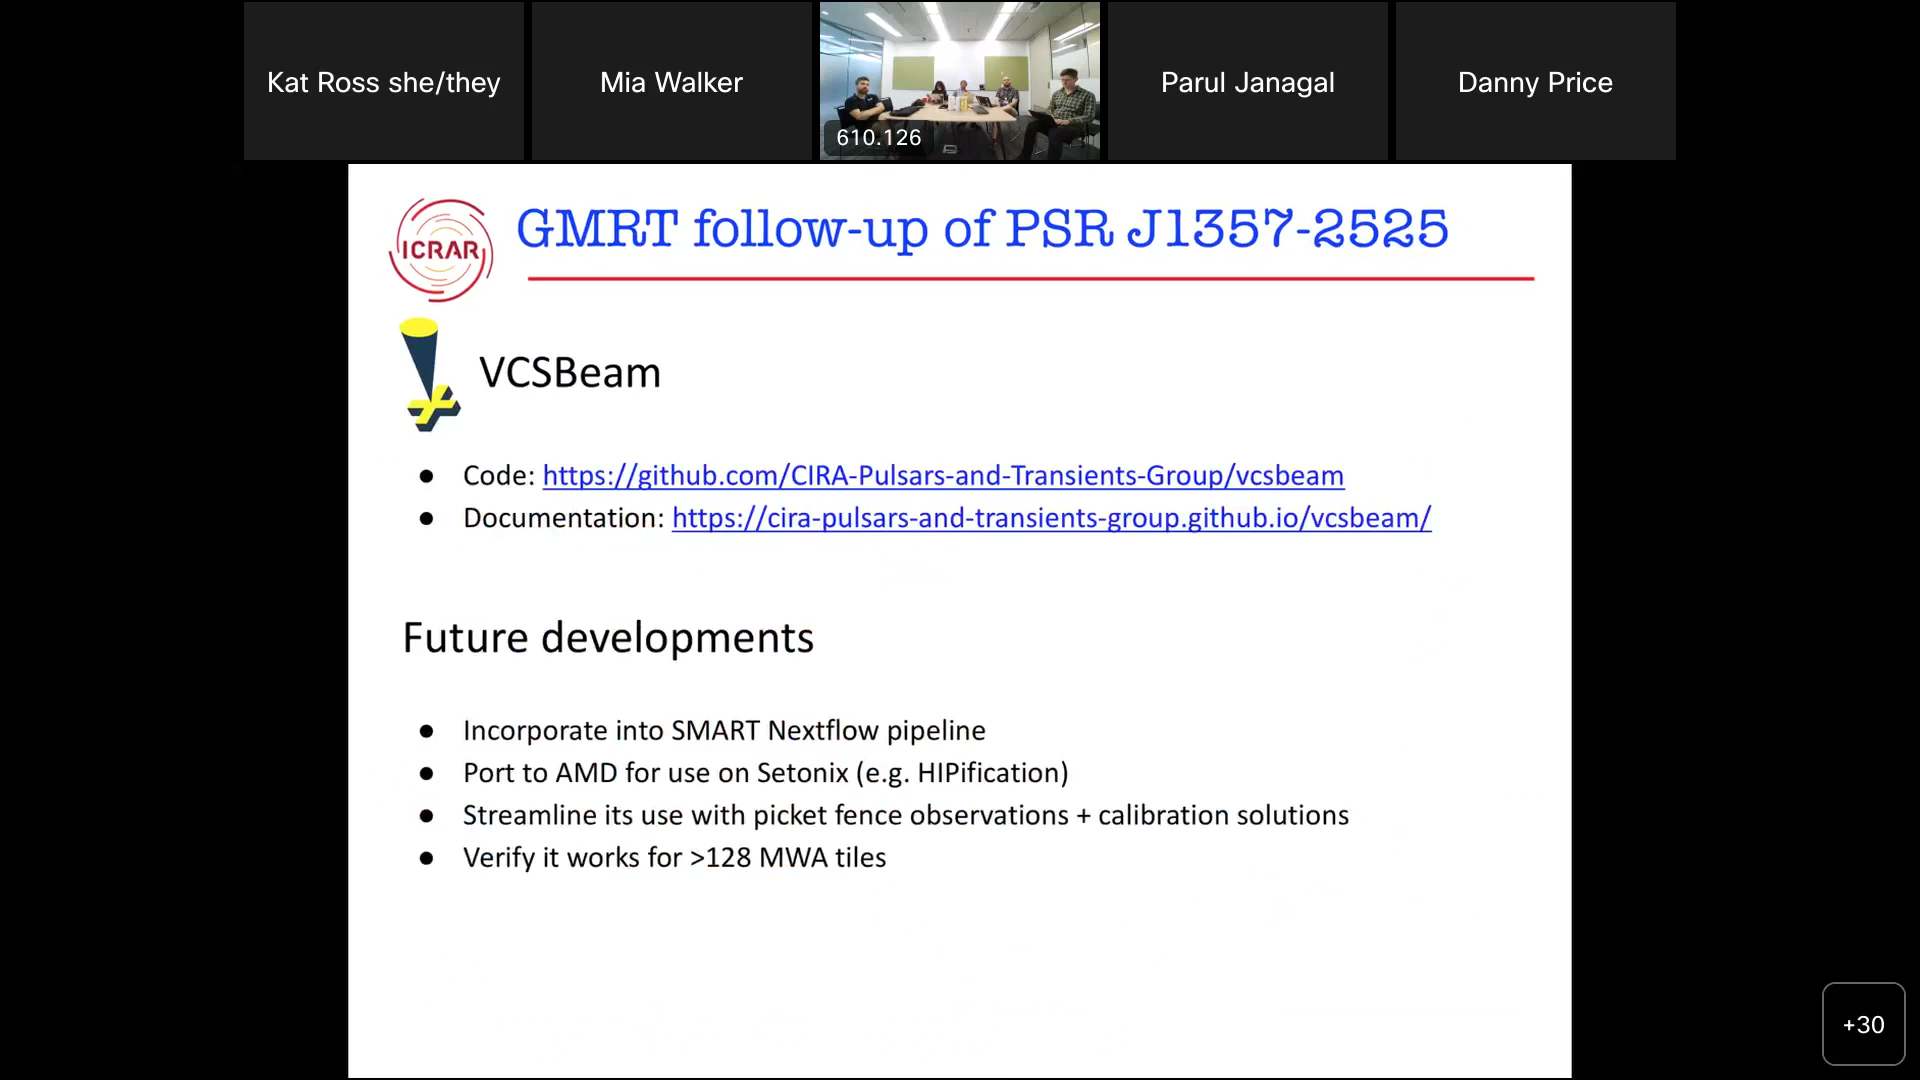 Kat Ross she/they
Mia Walker
610.126
Parul Janagal
Danny Price
ICRAR
GMRT follow-up of PSR J1357-2525
VCSBeam
● Code: https://github.com/CIRA-Pulsars-and-Transients-Group/vcsbeam
● Documentation: https://cira-pulsars-and-transients-group.github.io/vcsbeam/
Future developments
● Incorporate into SMART Nextflow pipeline
● Port to AMD for use on Setonix (e.g. HIPification)
● Streamline its use with picket fence observations + calibration solutions
● Verify it works for >128 MWA tiles
+30